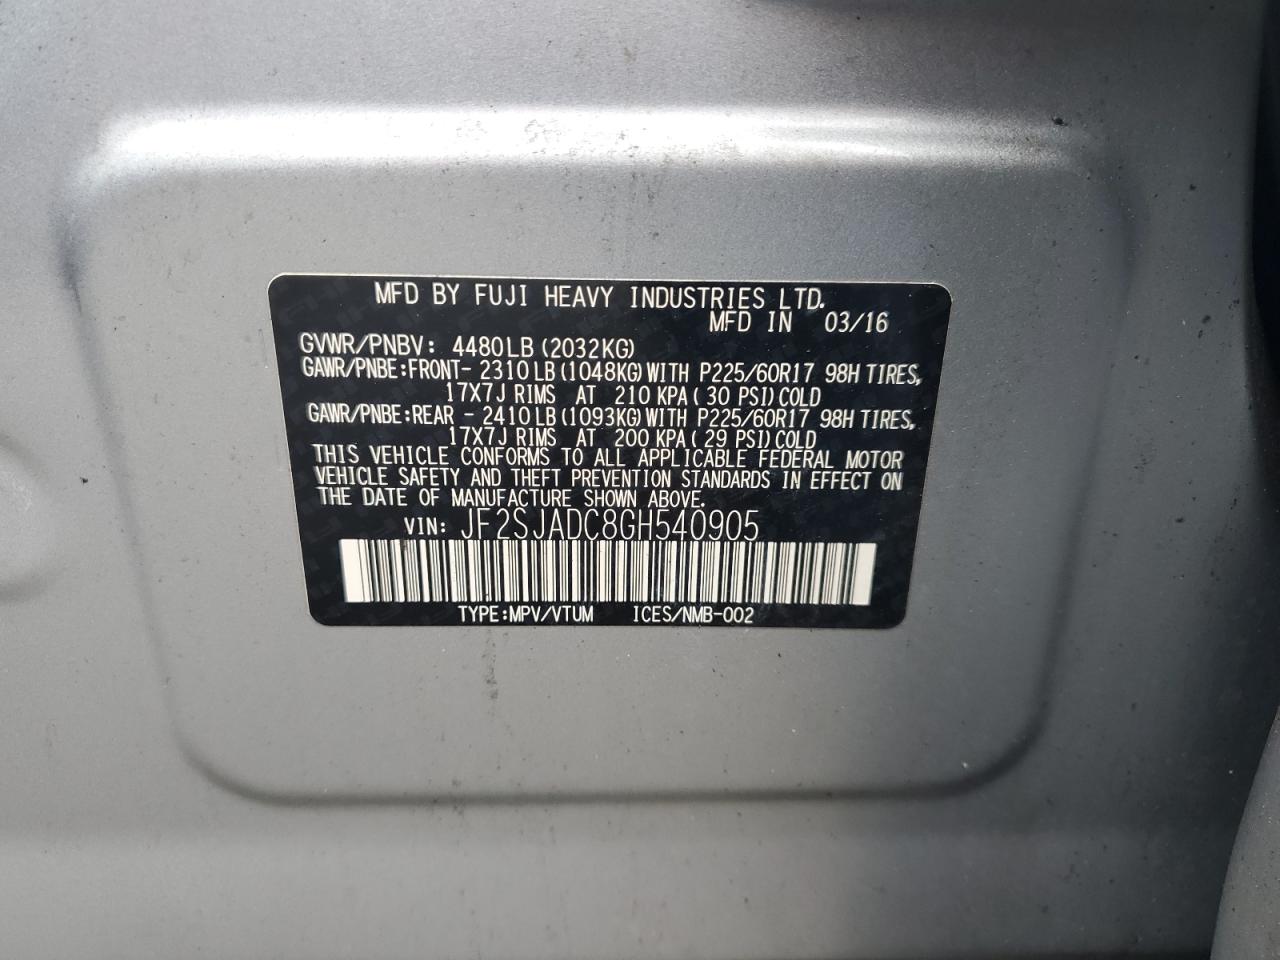 MFD BY FUJI HEAVY INDUSTRIES LTD.
MFD IN 03/16
GVWR/PNBV: 4480LB (2032KG)
GAWR/PNBE:FRONT- 2310LB (1048KG) WITH P225/60R17 98H TIRES,
17X7J RIMS AT 210 KPA ( 30 PSI) COLD
GAWR/PNBE:REAR - 2410LB (1093KG) WITH P225/60R17 98H TIRES,
17X7J RIMS AT 200 KPA ( 29 PSI) COLD
THIS VEHICLE CONFORMS TO ALL APPLICABLE FEDERAL MOTOR
VEHICLE SAFETY AND THEFT PREVENTION STANDARDS IN EFFECT ON
THE DATE OF MANUFACTURE SHOWN ABOVE.
VIN: JF2SJADC8GH540905
TYPE:MPV/VTUM ICES/NMB-002